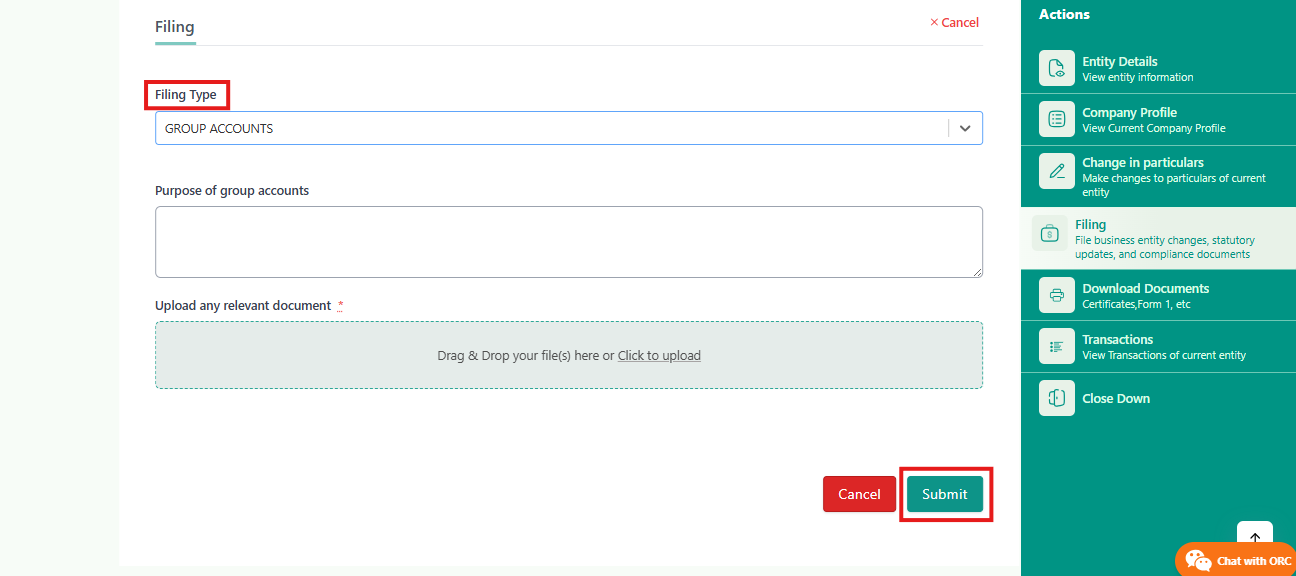 Filing
× Cancel
Filing Type
GROUP ACCOUNTS
Purpose of group accounts
Upload any relevant document *
Drag & Drop your file(s) here or Click to upload
Cancel
Submit
Actions
Entity Details
View entity information
Company Profile
View Current Company Profile
Change in particulars
Make changes to particulars of current
entity
Filing
File business entity changes, statutory
updates, and compliance documents
Download Documents
Certificates,Form 1, etc
Transactions
View Transactions of current entity
Close Down
Chat with ORC